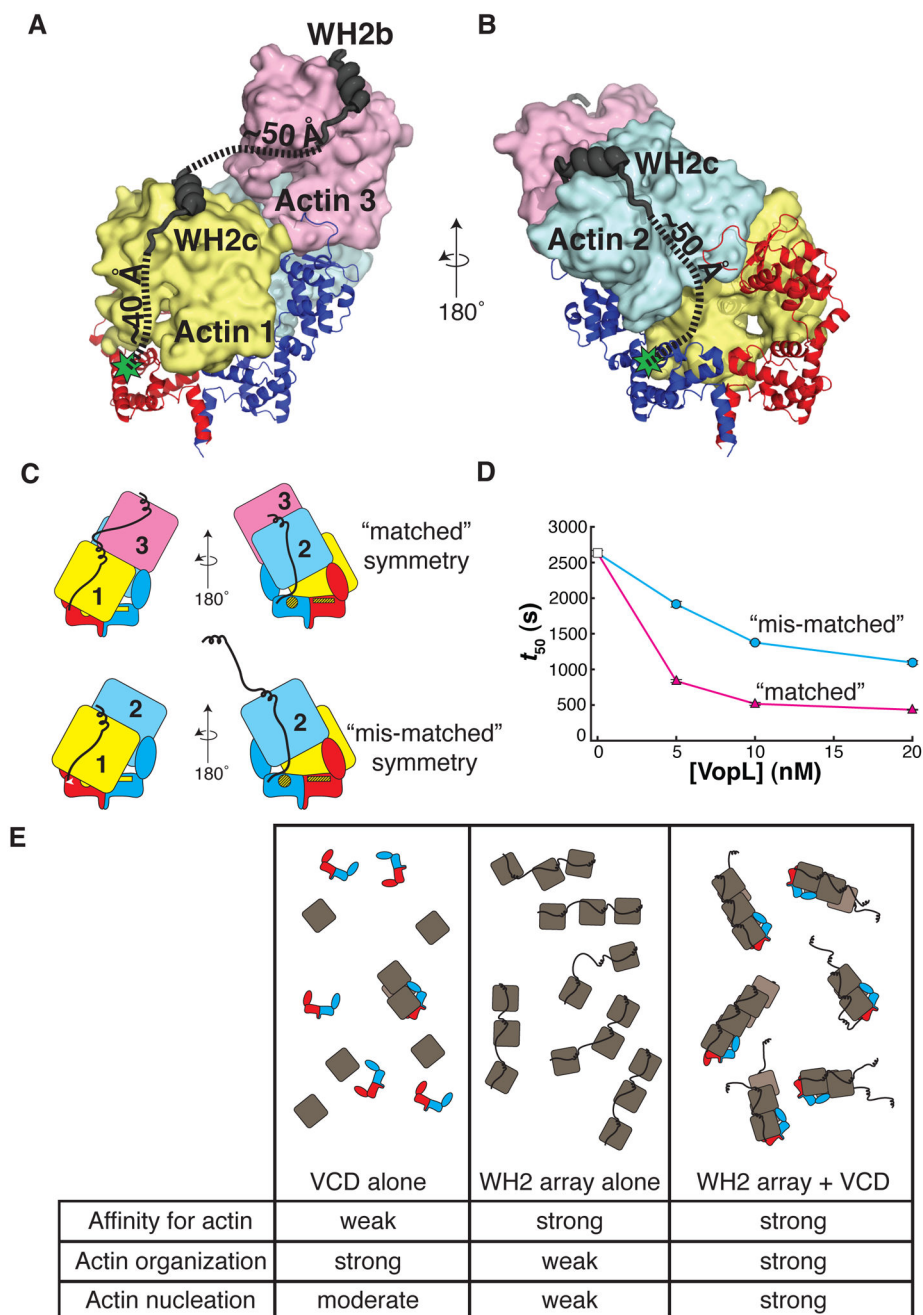 A
WH2b
~50 Å
Actin 3
WH2c
~40 Å
Actin 1
180°
B
WH2c
Actin 2
~50 Å
C
3
1
180°
3
2
"matched"
symmetry
2
1
180°
2
"mis-matched"
symmetry
D
3000
2500
2000
1500
1000
500
0
t50 (s)
"mis-matched"
"matched"
0 5 10 15 20
[VopL] (nM)
E
VCD alone WH2 array alone WH2 array + VCD
Affinity for actin weak strong strong
Actin organization strong weak strong
Actin nucleation moderate weak strong